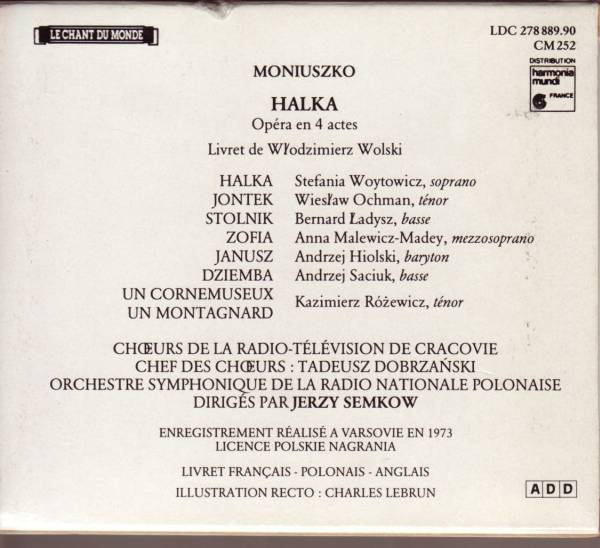 LE CHANT DU MONDE
LDC 278 889.90
CM 252
DISTRIBUTION
harmonia
mundi
FRANCE
MONIUSZKO
HALKA
Opéra en 4 actes
Livret de Włodzimierz Wolski
HALKA Stefania Woytowicz, soprano
JONTEK Wiesław Ochman, ténor
STOLNIK Bernard Ładysz, basse
ZOFIA Anna Malewicz-Madey, mezzosoprano
JANUSZ Andrzej Hiolski, baryton
DZIEMBA Andrzej Saciuk, basse
UN CORNEMUSEUX
UN MONTAGNARD Kazimierz Różewicz, ténor
CHŒURS DE LA RADIO-TÉLÉVISION DE CRACOVIE
CHEF DES CHŒURS : TADEUSZ DOBRZAŃSKI
ORCHESTRE SYMPHONIQUE DE LA RADIO NATIONALE POLONAISE
DIRIGÉS PAR JERZY SEMKOW
ENREGISTREMENT RÉALISÉ A VARSOVIE EN 1973
LICENCE POLSKIE NAGRANIA
LIVRET FRANÇAIS - POLONAIS - ANGLAIS
ILLUSTRATION RECTO : CHARLES LEBRUN
A D D